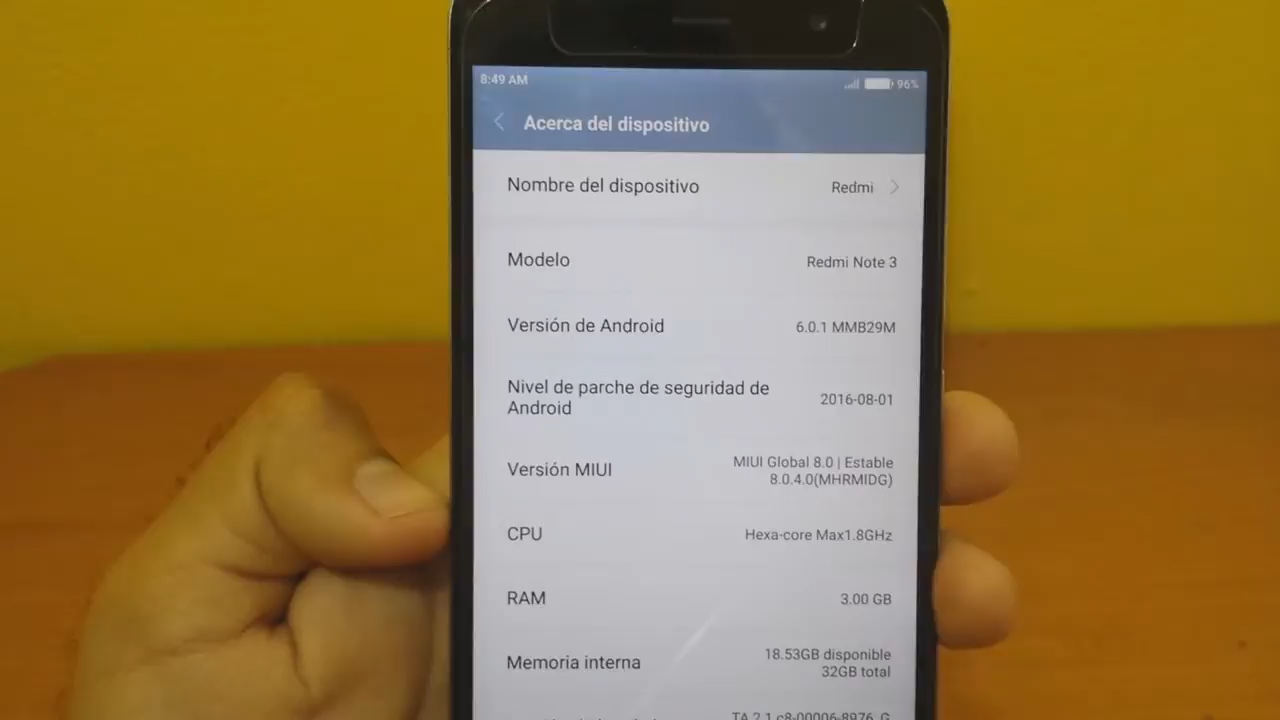 8:49 AM 96%
Acerca del dispositivo
Nombre del dispositivo Redmi
Modelo Redmi Note 3
Versión de Android 6.0.1 MMB29M
Nivel de parche de seguridad de
Android 2016-08-01
Versión MIUI MIUI Global 8.0 | Estable
8.0.4.0(MHRMIDG)
CPU Hexa-core Max1.8GHz
RAM 3.00 GB
Memoria interna 18.53GB disponible
32GB total